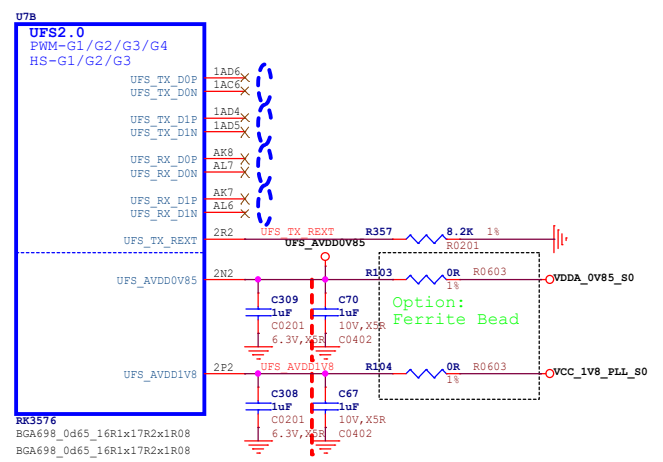 U7B
UFS2.0
PWM-G1/G2/G3/G4
HS-G1/G2/G3
UFS_TX_D0P 1AD6
UFS_TX_D0N 1AC6
UFS_TX_D1P 1AD4
UFS_TX_D1N 1AD5
UFS_RX_D0P AK8
UFS_RX_D0N AL7
UFS_RX_D1P AK7
UFS_RX_D1N AL6
UFS_TX_REXT 2R2 UFS_TX_REXT R357 8.2K 1%
R0201
UFS_AVDD0V85
UFS_AVDD0V85 2N2 R103 0R R0603 VDDA_0V85_S0
1%
C309 C70
1uF 1uF
C0201 10V,X5R
6.3V,X5R C0402
Option:
Ferrite Bead
UFS_AVDD1V8 2P2 UFS_AVDD1V8 R104 0R R0603 VCC_1V8_PLL_S0
1%
C308 C67
1uF 1uF
C0201 10V,X5R
6.3V,X5R C0402
RK3576
BGA698_0d65_16R1x17R2x1R08
BGA698_0d65_16R1x17R2x1R08